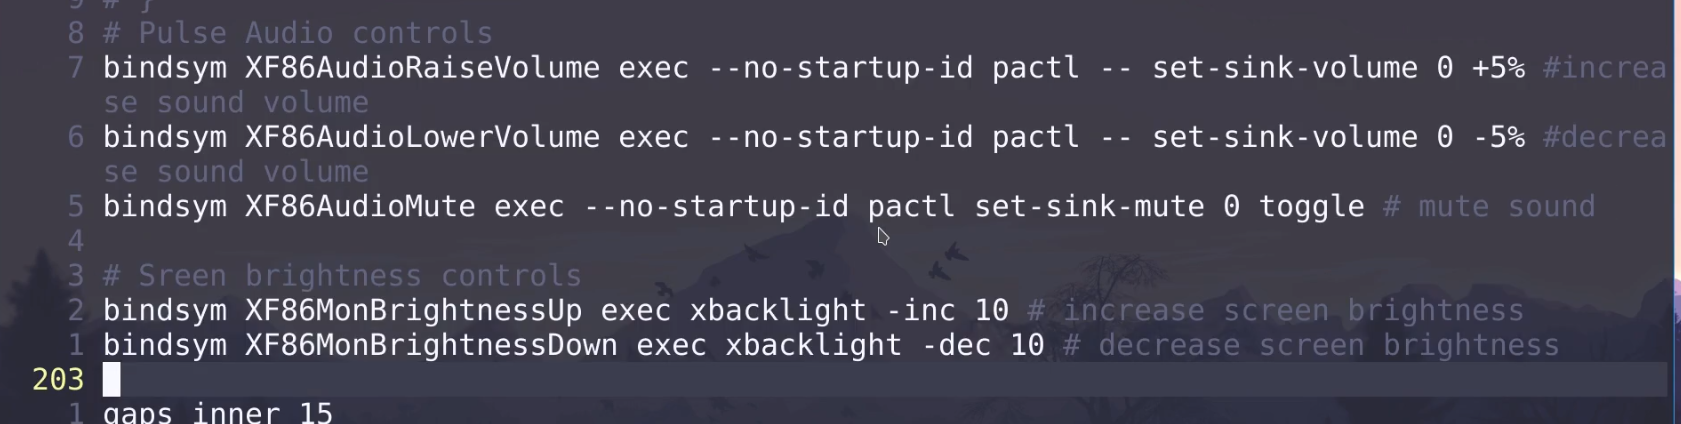 9 # }
8 # Pulse Audio controls
7 bindsym XF86AudioRaiseVolume exec --no-startup-id pactl -- set-sink-volume 0 +5% #increa
se sound volume
6 bindsym XF86AudioLowerVolume exec --no-startup-id pactl -- set-sink-volume 0 -5% #decrea
se sound volume
5 bindsym XF86AudioMute exec --no-startup-id pactl set-sink-mute 0 toggle # mute sound
4
3 # Sreen brightness controls
2 bindsym XF86MonBrightnessUp exec xbacklight -inc 10 # increase screen brightness
1 bindsym XF86MonBrightnessDown exec xbacklight -dec 10 # decrease screen brightness
203
1 gaps inner 15